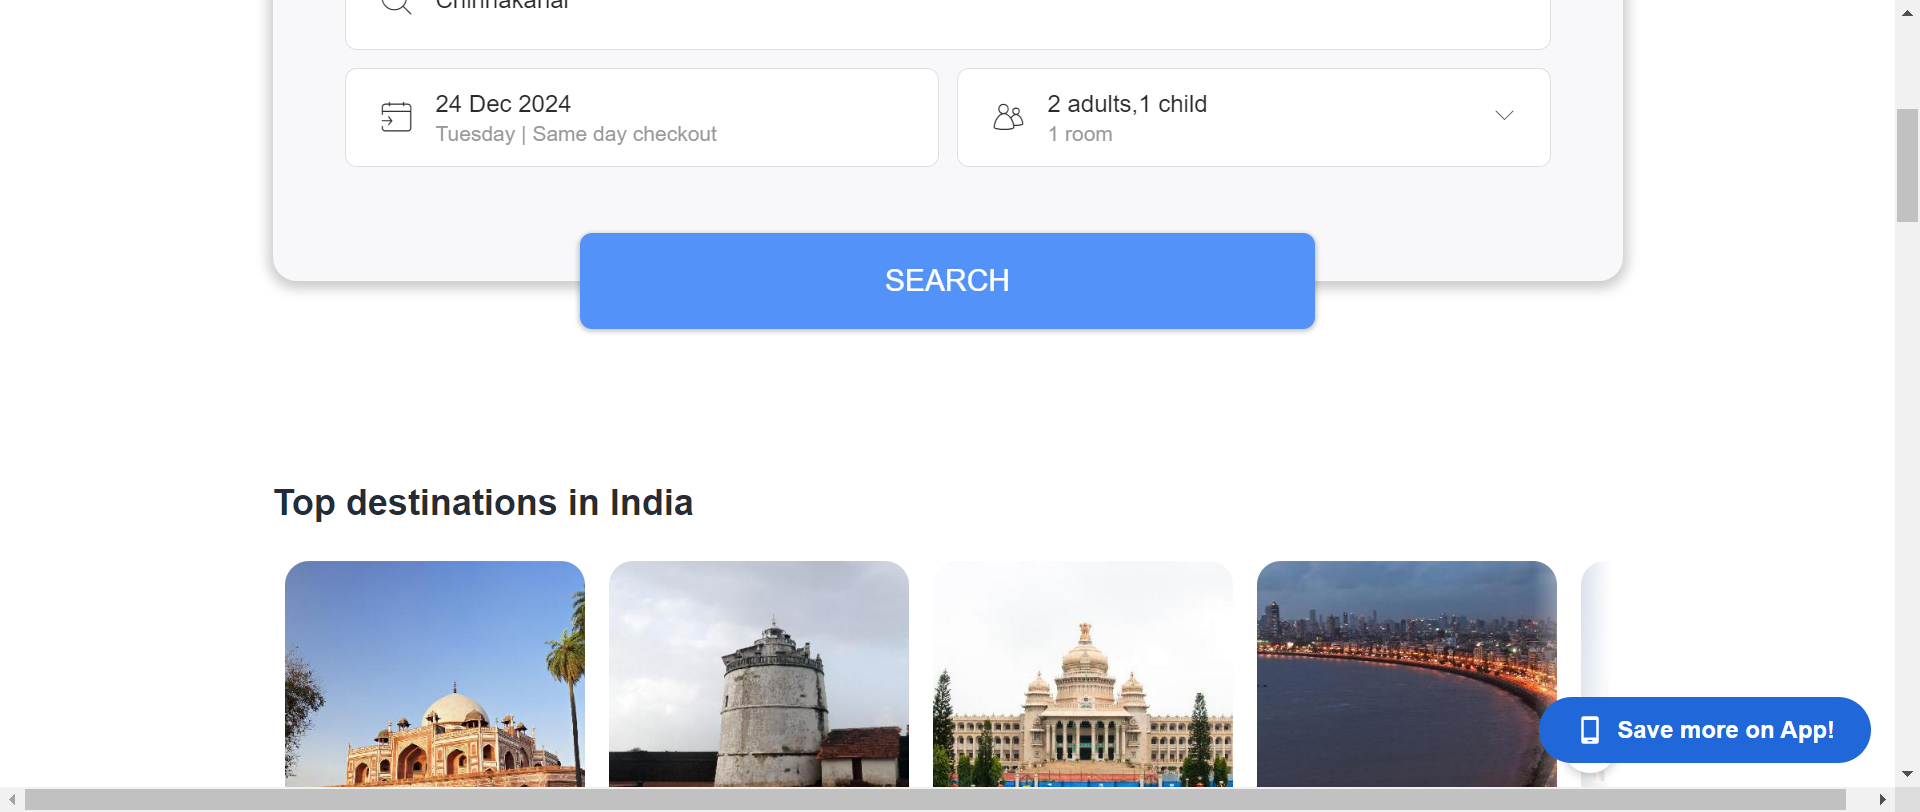 Chinnakanal
24 Dec 2024
Tuesday | Same day checkout
2 adults,1 child
1 room
SEARCH
Top destinations in India
Save more on App!